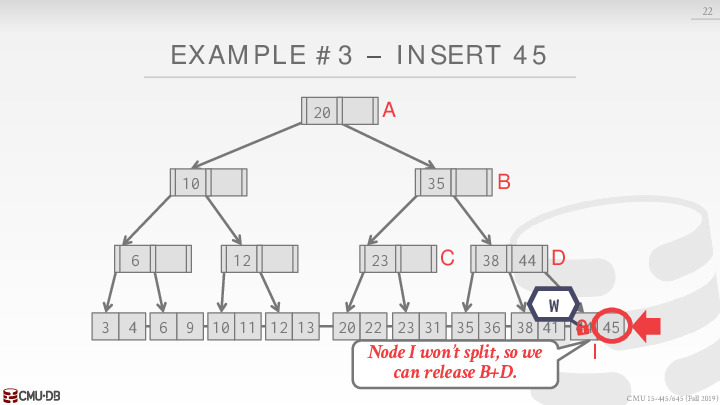 22
EXAMPLE #3 – INSERT 45
20 A
10 35 B
6 12 23 C 38 44 D
W
3 4 6 9 10 11 12 13 20 22 23 31 35 36 38 41 45
Node I won't split, so we
can release B+D.
I
CMU·DB
CMU 15-445/645 (Fall 2019)